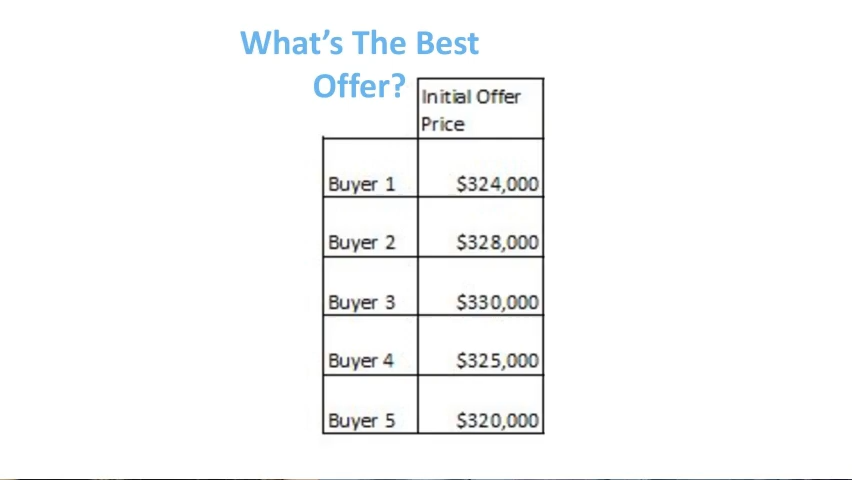 What’s The Best
Offer?
Initial Offer
Price
Buyer 1 $324,000
Buyer 2 $328,000
Buyer 3 $330,000
Buyer 4 $325,000
Buyer 5 $320,000